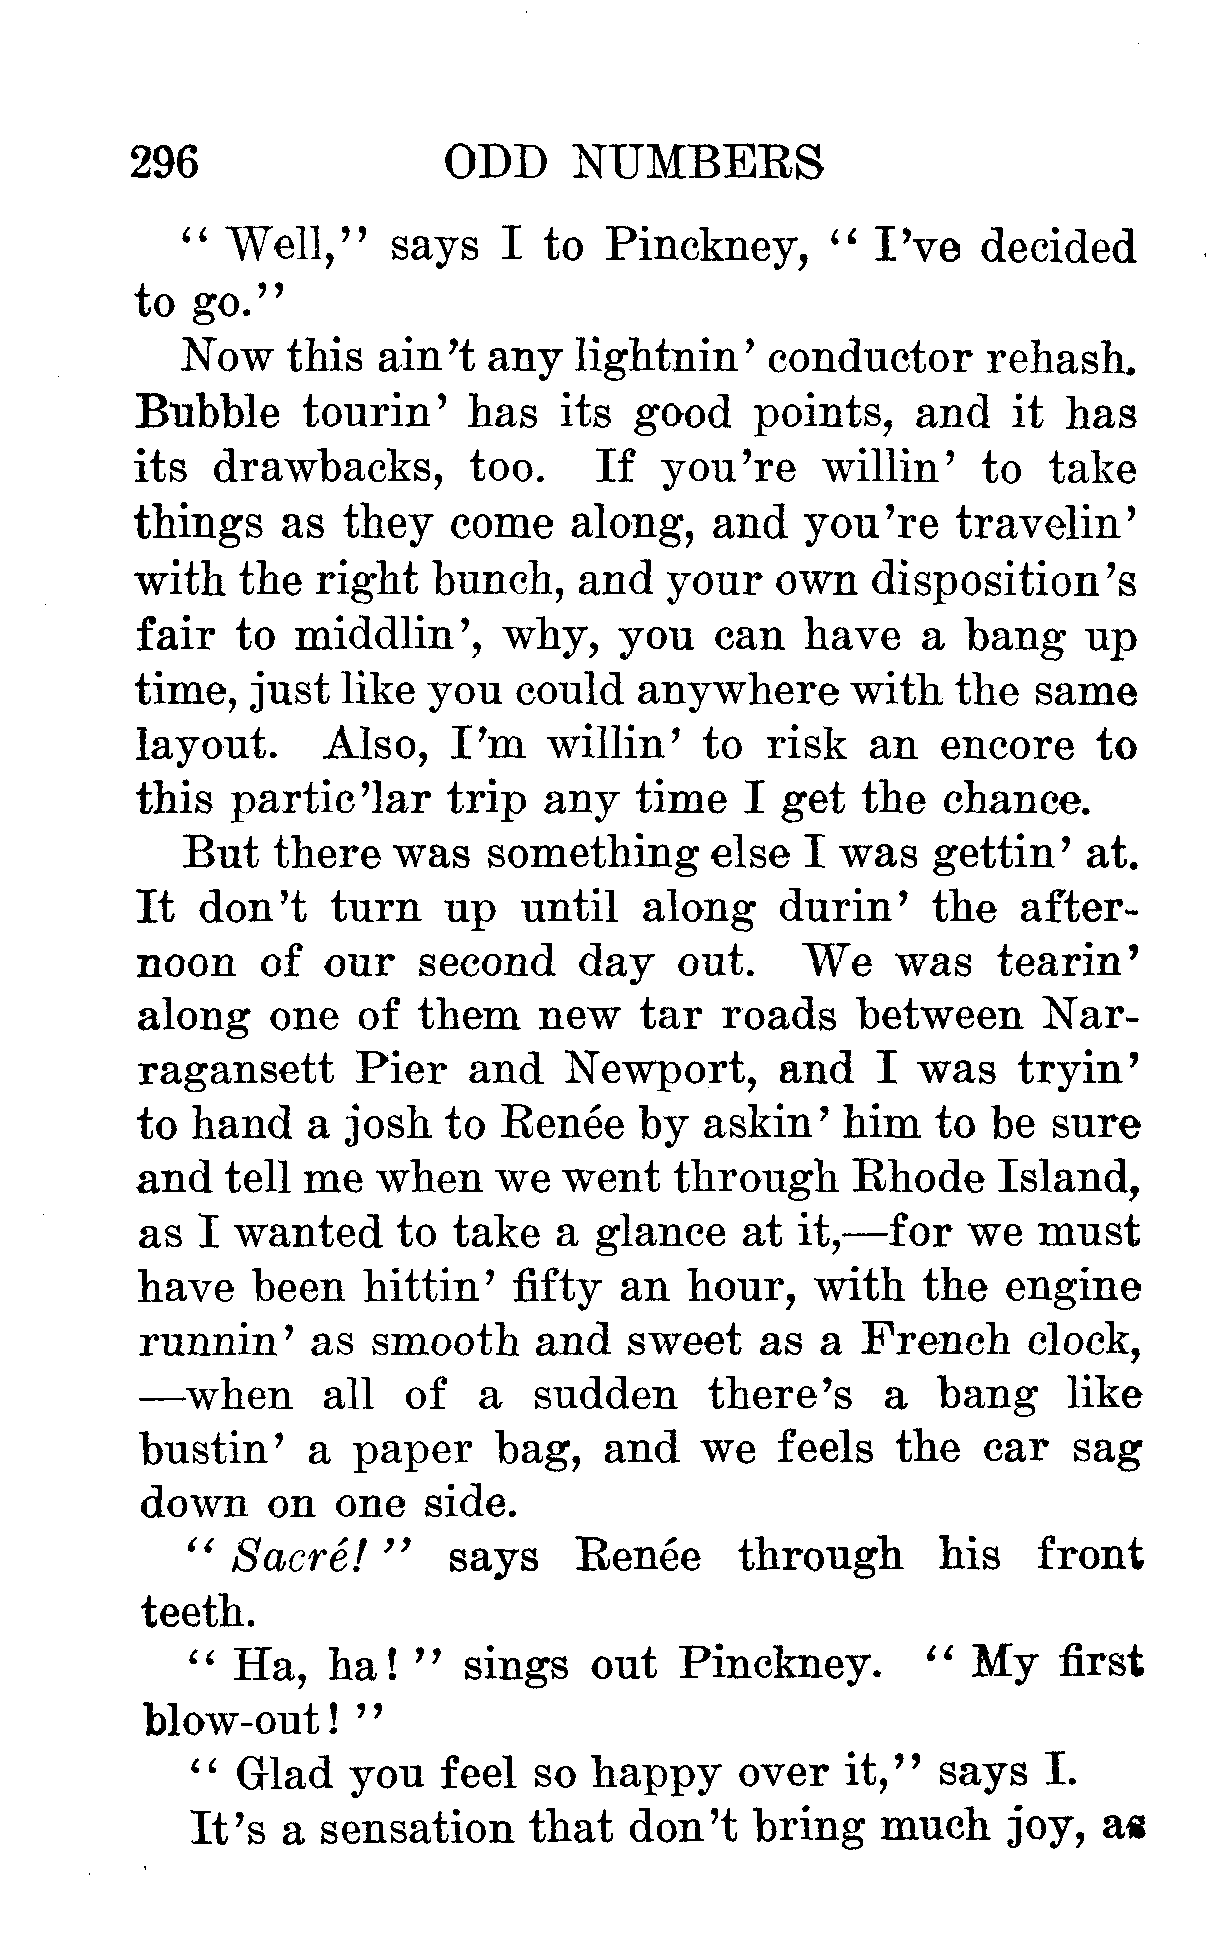 296 ODD NUMBERS
“ Well,” says I to Pinckney, “ I’ve decided
to go.”
Now this ain’t any lightnin’ conductor rehash.
Bubble tourin’ has its good points, and it has
its drawbacks, too. If you’re willin’ to take
things as they come along, and you’re travelin’
with the right bunch, and your own disposition’s
fair to middlin’, why, you can have a bang up
time, just like you could anywhere with the same
layout. Also, I’m willin’ to risk an encore to
this partic’lar trip any time I get the chance.
But there was something else I was gettin’ at.
It don’t turn up until along durin’ the after-
noon of our second day out. We was tearin’
along one of them new tar roads between Nar-
ragansett Pier and Newport, and I was tryin’
to hand a josh to Renée by askin’ him to be sure
and tell me when we went through Rhode Island,
as I wanted to take a glance at it,—for we must
have been hittin’ fifty an hour, with the engine
runnin’ as smooth and sweet as a French clock,
—when all of a sudden there’s a bang like
bustin’ a paper bag, and we feels the car sag
down on one side.
“ Sacré! ” says Renée through his front
teeth.
“ Ha, ha! ” sings out Pinckney. “ My first
blow-out! ”
“ Glad you feel so happy over it,” says I.
It’s a sensation that don’t bring much joy, as